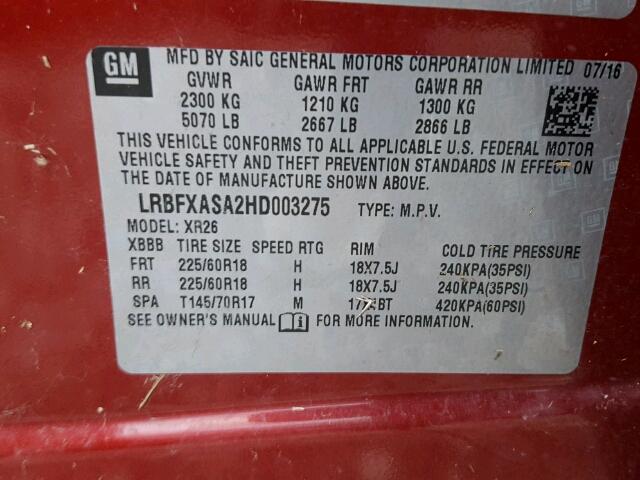 GM
MFD BY SAIC GENERAL MOTORS CORPORATION LIMITED 07/16
GVWR GAWR FRT GAWR RR
2300 KG 1210 KG 1300 KG
5070 LB 2667 LB 2866 LB
THIS VEHICLE CONFORMS TO ALL APPLICABLE U.S. FEDERAL MOTOR
VEHICLE SAFETY AND THEFT PREVENTION STANDARDS IN EFFECT ON
THE DATE OF MANUFACTURE SHOWN ABOVE.
LRBFXASA2HD003275 TYPE: M.P.V.
MODEL: XR26
XBBB TIRE SIZE SPEED RTG RIM COLD TIRE PRESSURE
FRT 225/60R18 H 18X7.5J 240KPA(35PSI)
RR 225/60R18 H 18X7.5J 240KPA(35PSI)
SPA T145/70R17 M 420KPA(60PSI)
SEE OWNER'S MANUAL FOR MORE INFORMATION.